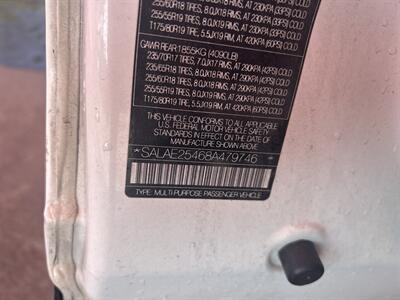 255/60R18 TIRES, 8.0JX18 RIMS, AT 230KPA (33PSI) COLD
255/55R19 TIRES, 8.0JX19 RIMS, AT 230KPA (33PSI) COLD
T175/80R19 TIRE, 5.5JX19 RIM, AT 420KPA (60PSI) COLD
GAWR REAR 1855KG (4090LB)
235/70R17 TIRES, 7.0JX17 RIMS, AT 290KPA (42PSI) COLD
235/65R18 TIRES, 8.0JX18 RIMS, AT 290KPA (42PSI) COLD
255/60R18 TIRES, 8.0JX18 RIMS, AT 290KPA (42PSI) COLD
255/55R19 TIRES, 8.0JX19 RIMS, AT 290KPA (42PSI) COLD
T175/80R19 TIRE, 5.5JX19 RIM, AT 420KPA (60PSI) COLD
THIS VEHICLE CONFORMS TO ALL APPLICABLE
U.S. FEDERAL MOTOR VEHICLE SAFETY
STANDARDS IN EFFECT ON THE DATE OF
MANUFACTURE SHOWN ABOVE.
*SALAE25468A479746*
TYPE: MULTI PURPOSE PASSENGER VEHICLE